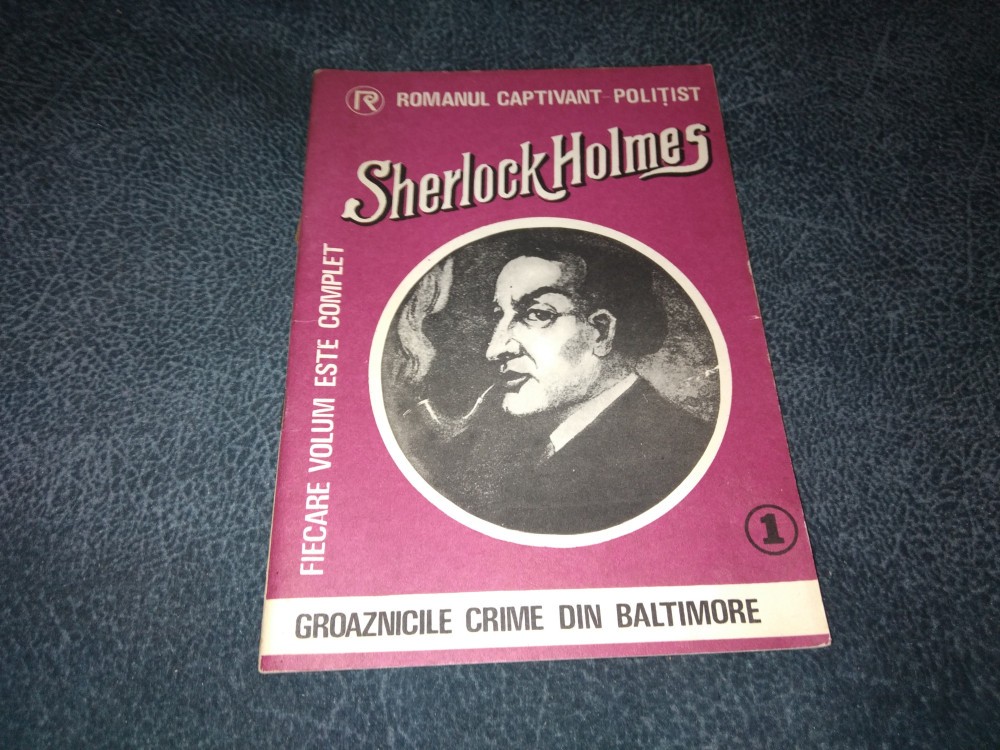 R ROMANUL CAPTIVANT-POLIȚIST
Sherlock Holmes
FIECARE VOLUM ESTE COMPLET
1
GROAZNICILE CRIME DIN BALTIMORE